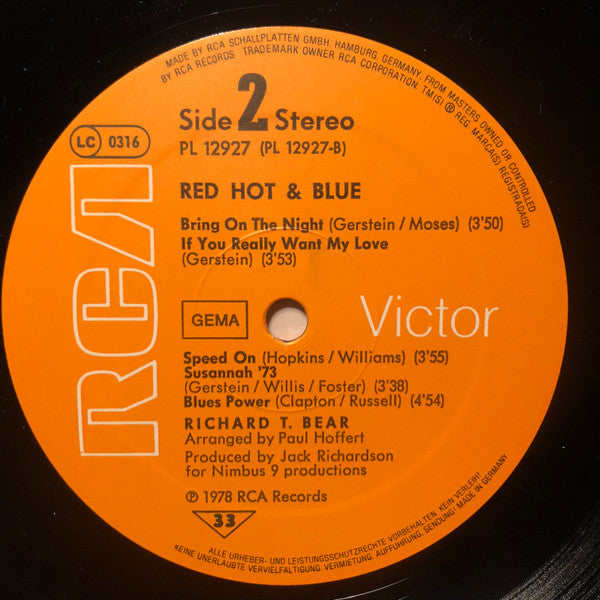 MADE BY RCA SCHALLPLATTEN GMBH. HAMBURG, GERMANY, FROM MASTERS OWNED OR CONTROLLED
BY RCA RECORDS TRADEMARK OWNER RCA CORPORATION. TM(S) ® REG. MARCA(S) REGISTRADA(S)
Side 2 Stereo
PL 12927 (PL 12927-B)
LC 0316
RCA
RED HOT & BLUE
Bring On The Night (Gerstein / Moses) (3'50)
If You Really Want My Love
(Gerstein) (3'53)
GEMA
Victor
Speed On (Hopkins / Williams) (3'55)
Susannah '73
(Gerstein / Willis / Foster) (3'38)
Blues Power (Clapton / Russell) (4'54)
RICHARD T. BEAR
Arranged by Paul Hoffert
Produced by Jack Richardson
for Nimbus 9 productions
℗ 1978 RCA Records
33
ALLE URHEBER- UND LEISTUNGSSCHUTZRECHTE VORBEHALTEN. KEIN VERLEIH!
KEINE UNERLAUBTE VERVIELFÄLTIGUNG, VERMIETUNG, AUFFÜHRUNG, SENDUNG! MADE IN GERMANY